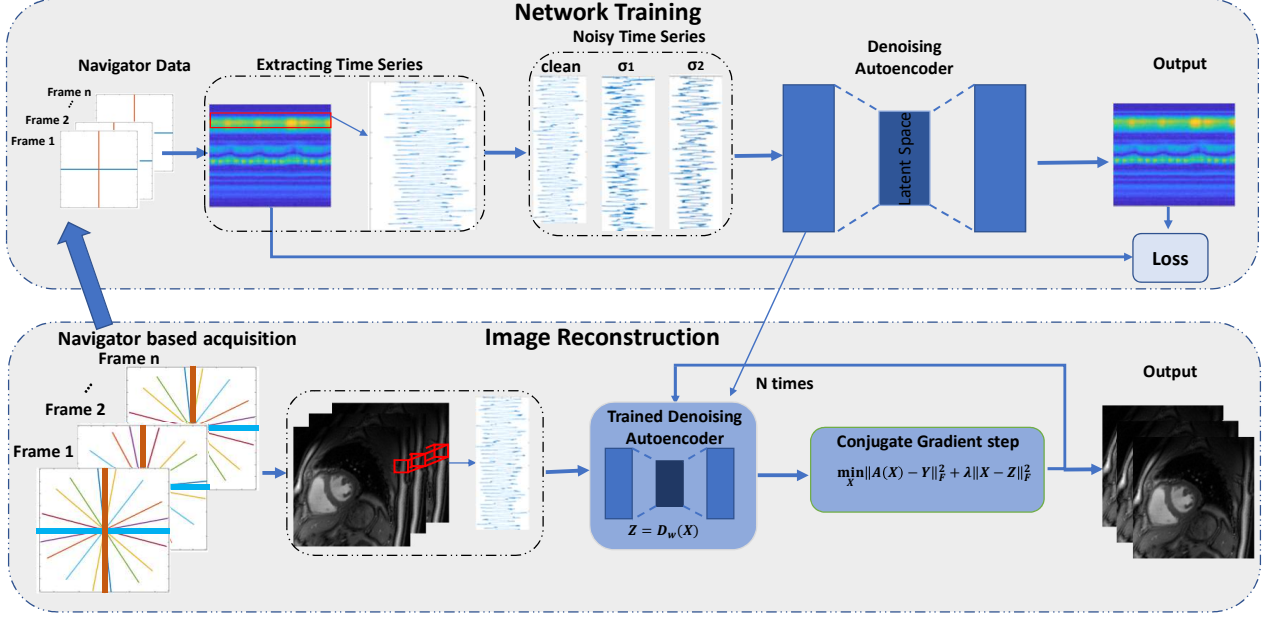 Network Training
Noisy Time Series
Navigator Data
Extracting Time Series
clean
σ1
σ2
Denoising
Autoencoder
Output
Frame n
...
Frame 2
Frame 1
Latent Space
Loss
Navigator based acquisition
Image Reconstruction
Frame n
...
Frame 2
Frame 1
N times
Output
Trained Denoising
Autoencoder
Z = D_w(X)
Conjugate Gradient step
min_X ‖A(X) − Y‖²_F + λ‖X − Z‖²_F